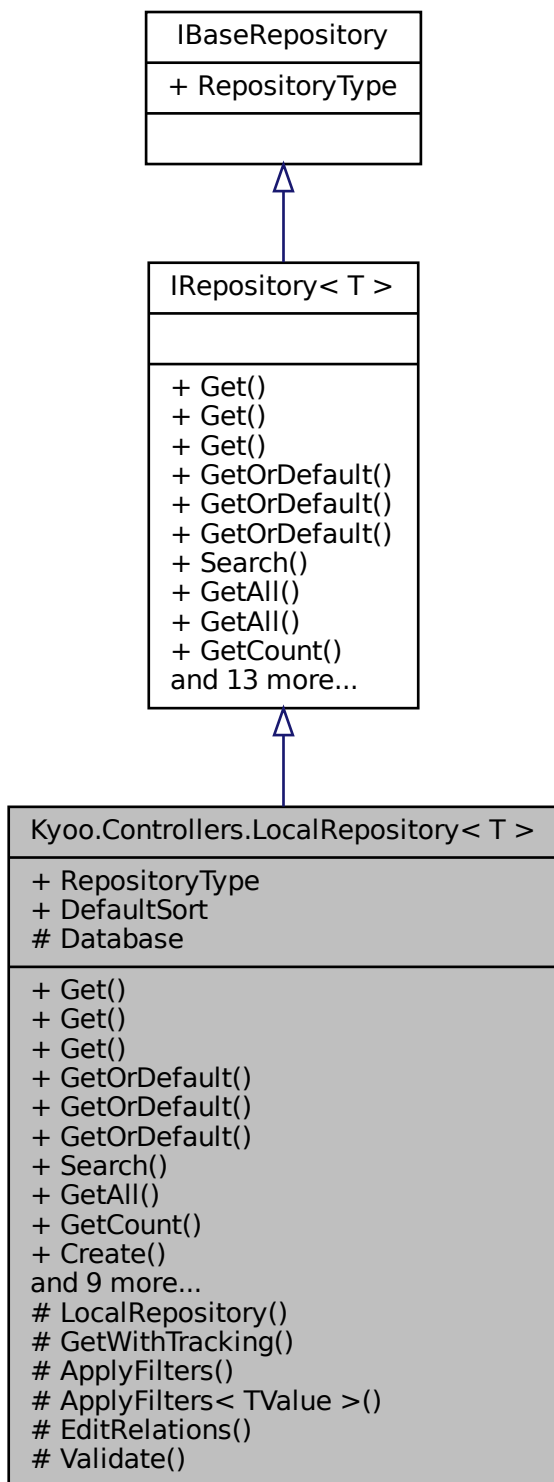 IBaseRepository
+ RepositoryType
IRepository< T >
+ Get()
+ Get()
+ Get()
+ GetOrDefault()
+ GetOrDefault()
+ GetOrDefault()
+ Search()
+ GetAll()
+ GetAll()
+ GetCount()
and 13 more...
Kyoo.Controllers.LocalRepository< T >
+ RepositoryType
+ DefaultSort
# Database
+ Get()
+ Get()
+ Get()
+ GetOrDefault()
+ GetOrDefault()
+ GetOrDefault()
+ Search()
+ GetAll()
+ GetCount()
+ Create()
and 9 more...
# LocalRepository()
# GetWithTracking()
# ApplyFilters()
# ApplyFilters< TValue >()
# EditRelations()
# Validate()